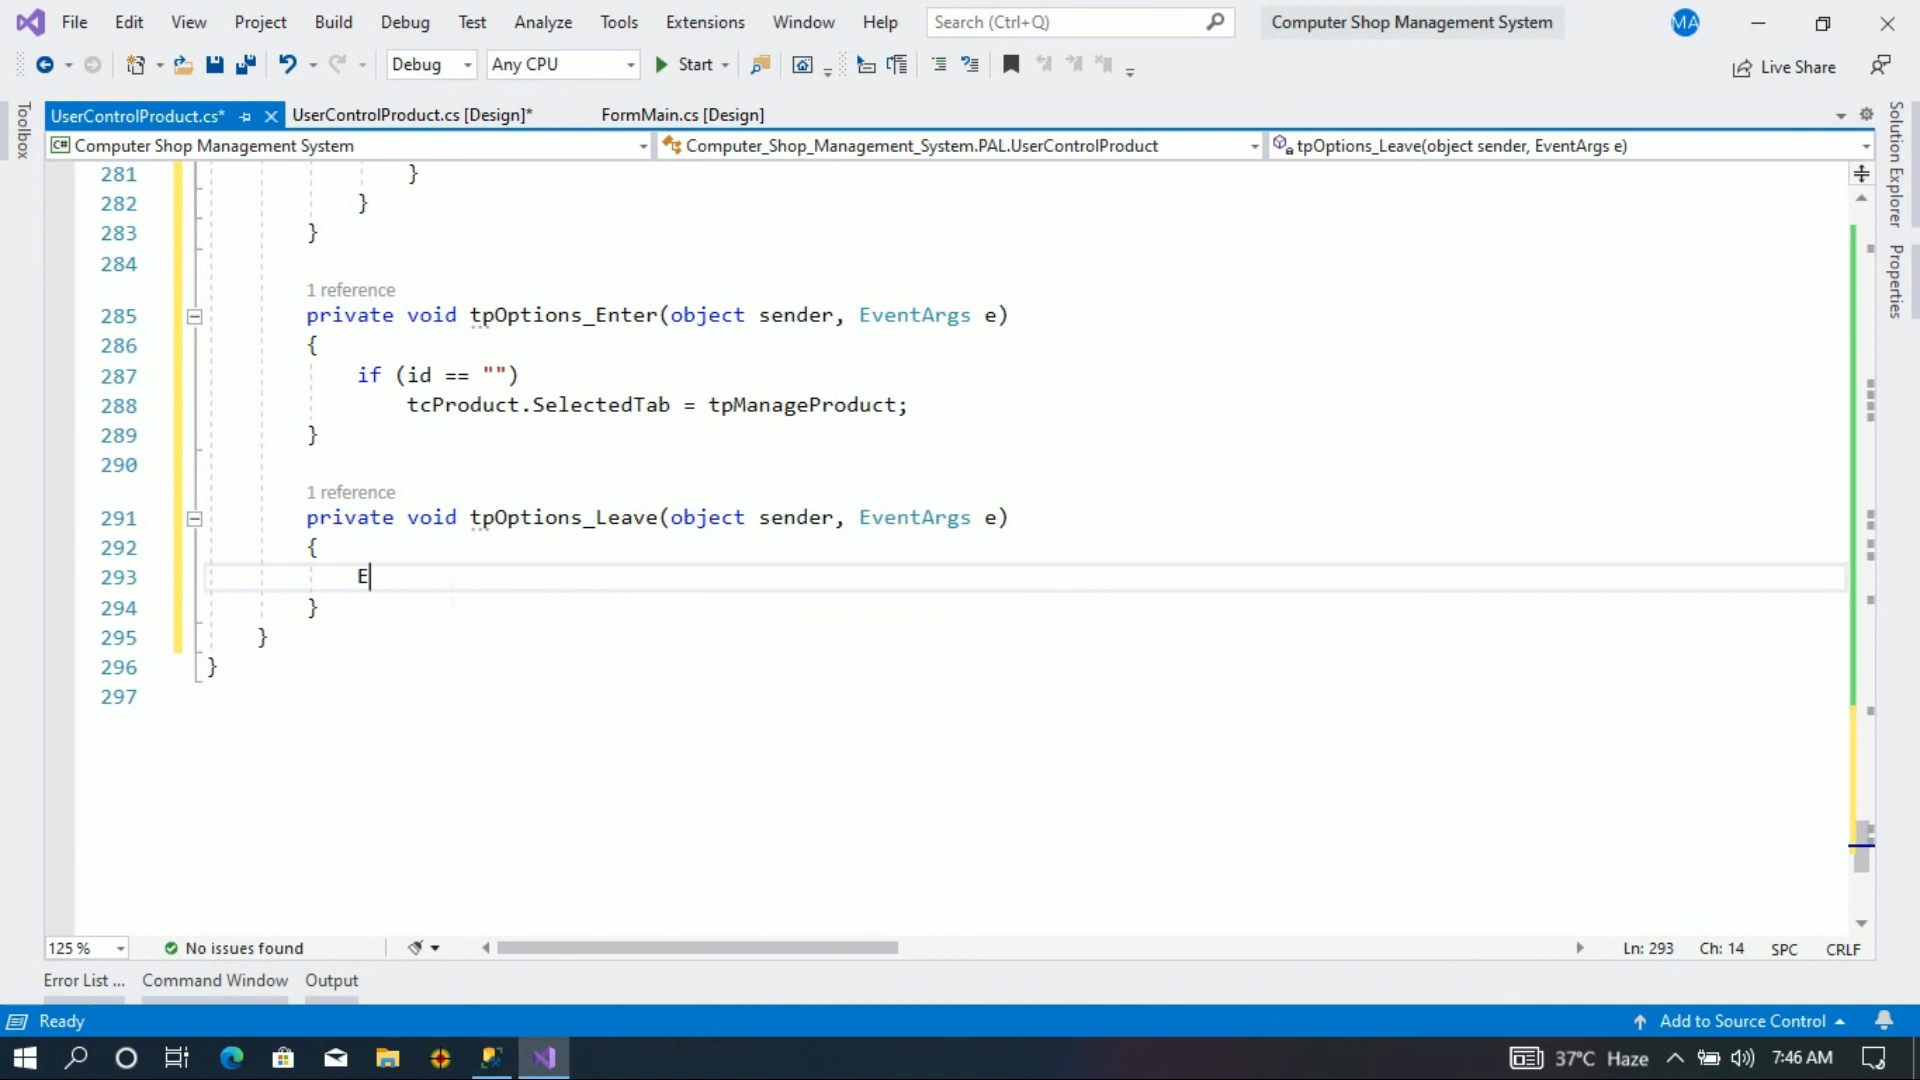 File Edit View Project Build Debug Test Analyze Tools Extensions Window Help Search (Ctrl+Q) Computer Shop Management System MA
Debug Any CPU Start Live Share
UserControlProduct.cs* UserControlProduct.cs [Design]* FormMain.cs [Design]
C# Computer Shop Management System Computer_Shop_Management_System.PAL.UserControlProduct tpOptions_Leave(object sender, EventArgs e)
Toolbox
Solution Explorer
Properties
281 }
282 }
283 }
284
1 reference
285 private void tpOptions_Enter(object sender, EventArgs e)
286 {
287 if (id == "")
288 tcProduct.SelectedTab = tpManageProduct;
289 }
290
1 reference
291 private void tpOptions_Leave(object sender, EventArgs e)
292 {
293 E
294 }
295 }
296 }
297
125 % No issues found Ln: 293 Ch: 14 SPC CRLF
Error List ... Command Window Output
Ready Add to Source Control
37°C Haze 7:46 AM